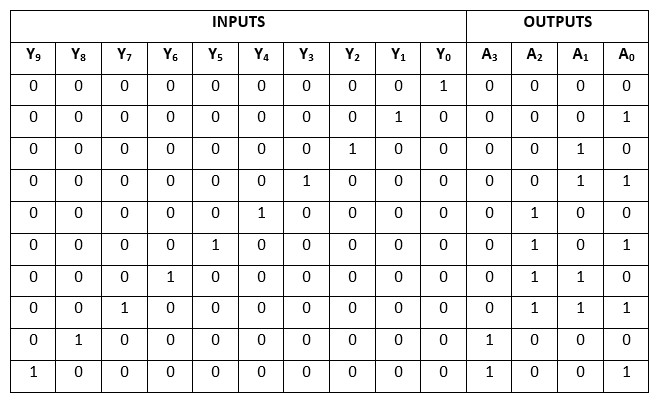 INPUTS OUTPUTS
Y₉ Y₈ Y₇ Y₆ Y₅ Y₄ Y₃ Y₂ Y₁ Y₀ A₃ A₂ A₁ A₀
0 0 0 0 0 0 0 0 0 1 0 0 0 0
0 0 0 0 0 0 0 0 1 0 0 0 0 1
0 0 0 0 0 0 0 1 0 0 0 0 1 0
0 0 0 0 0 0 1 0 0 0 0 0 1 1
0 0 0 0 0 1 0 0 0 0 0 1 0 0
0 0 0 0 1 0 0 0 0 0 0 1 0 1
0 0 0 1 0 0 0 0 0 0 0 1 1 0
0 0 1 0 0 0 0 0 0 0 0 1 1 1
0 1 0 0 0 0 0 0 0 0 1 0 0 0
1 0 0 0 0 0 0 0 0 0 1 0 0 1